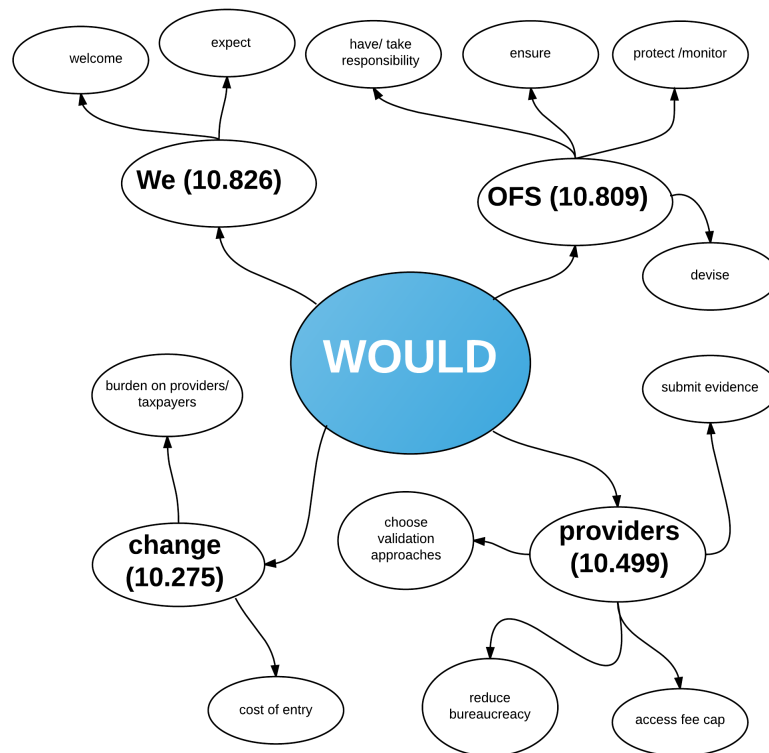 welcome
expect
have/ take
responsibility
ensure
protect /monitor
We (10.826)
OFS (10.809)
devise
WOULD
burden on providers/
taxpayers
submit evidence
change
(10.275)
choose
validation
approaches
providers
(10.499)
cost of entry
reduce
bureaucreacy
access fee cap